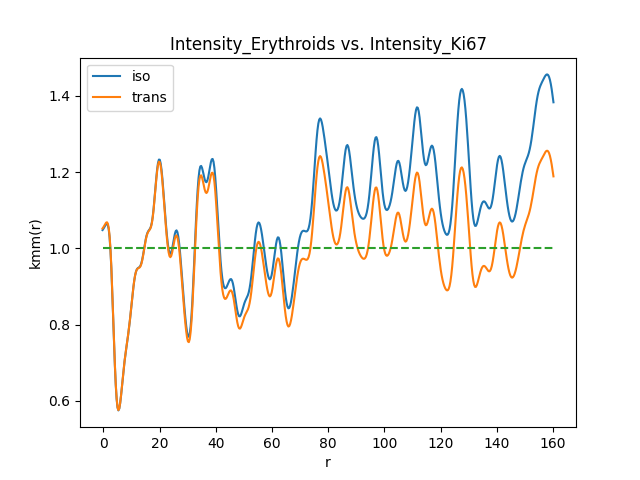 Intensity_Erythroids vs. Intensity_Ki67
iso
trans
kmm(r)
1.4
1.2
1.0
0.8
0.6
0 20 40 60 80 100 120 140 160
r